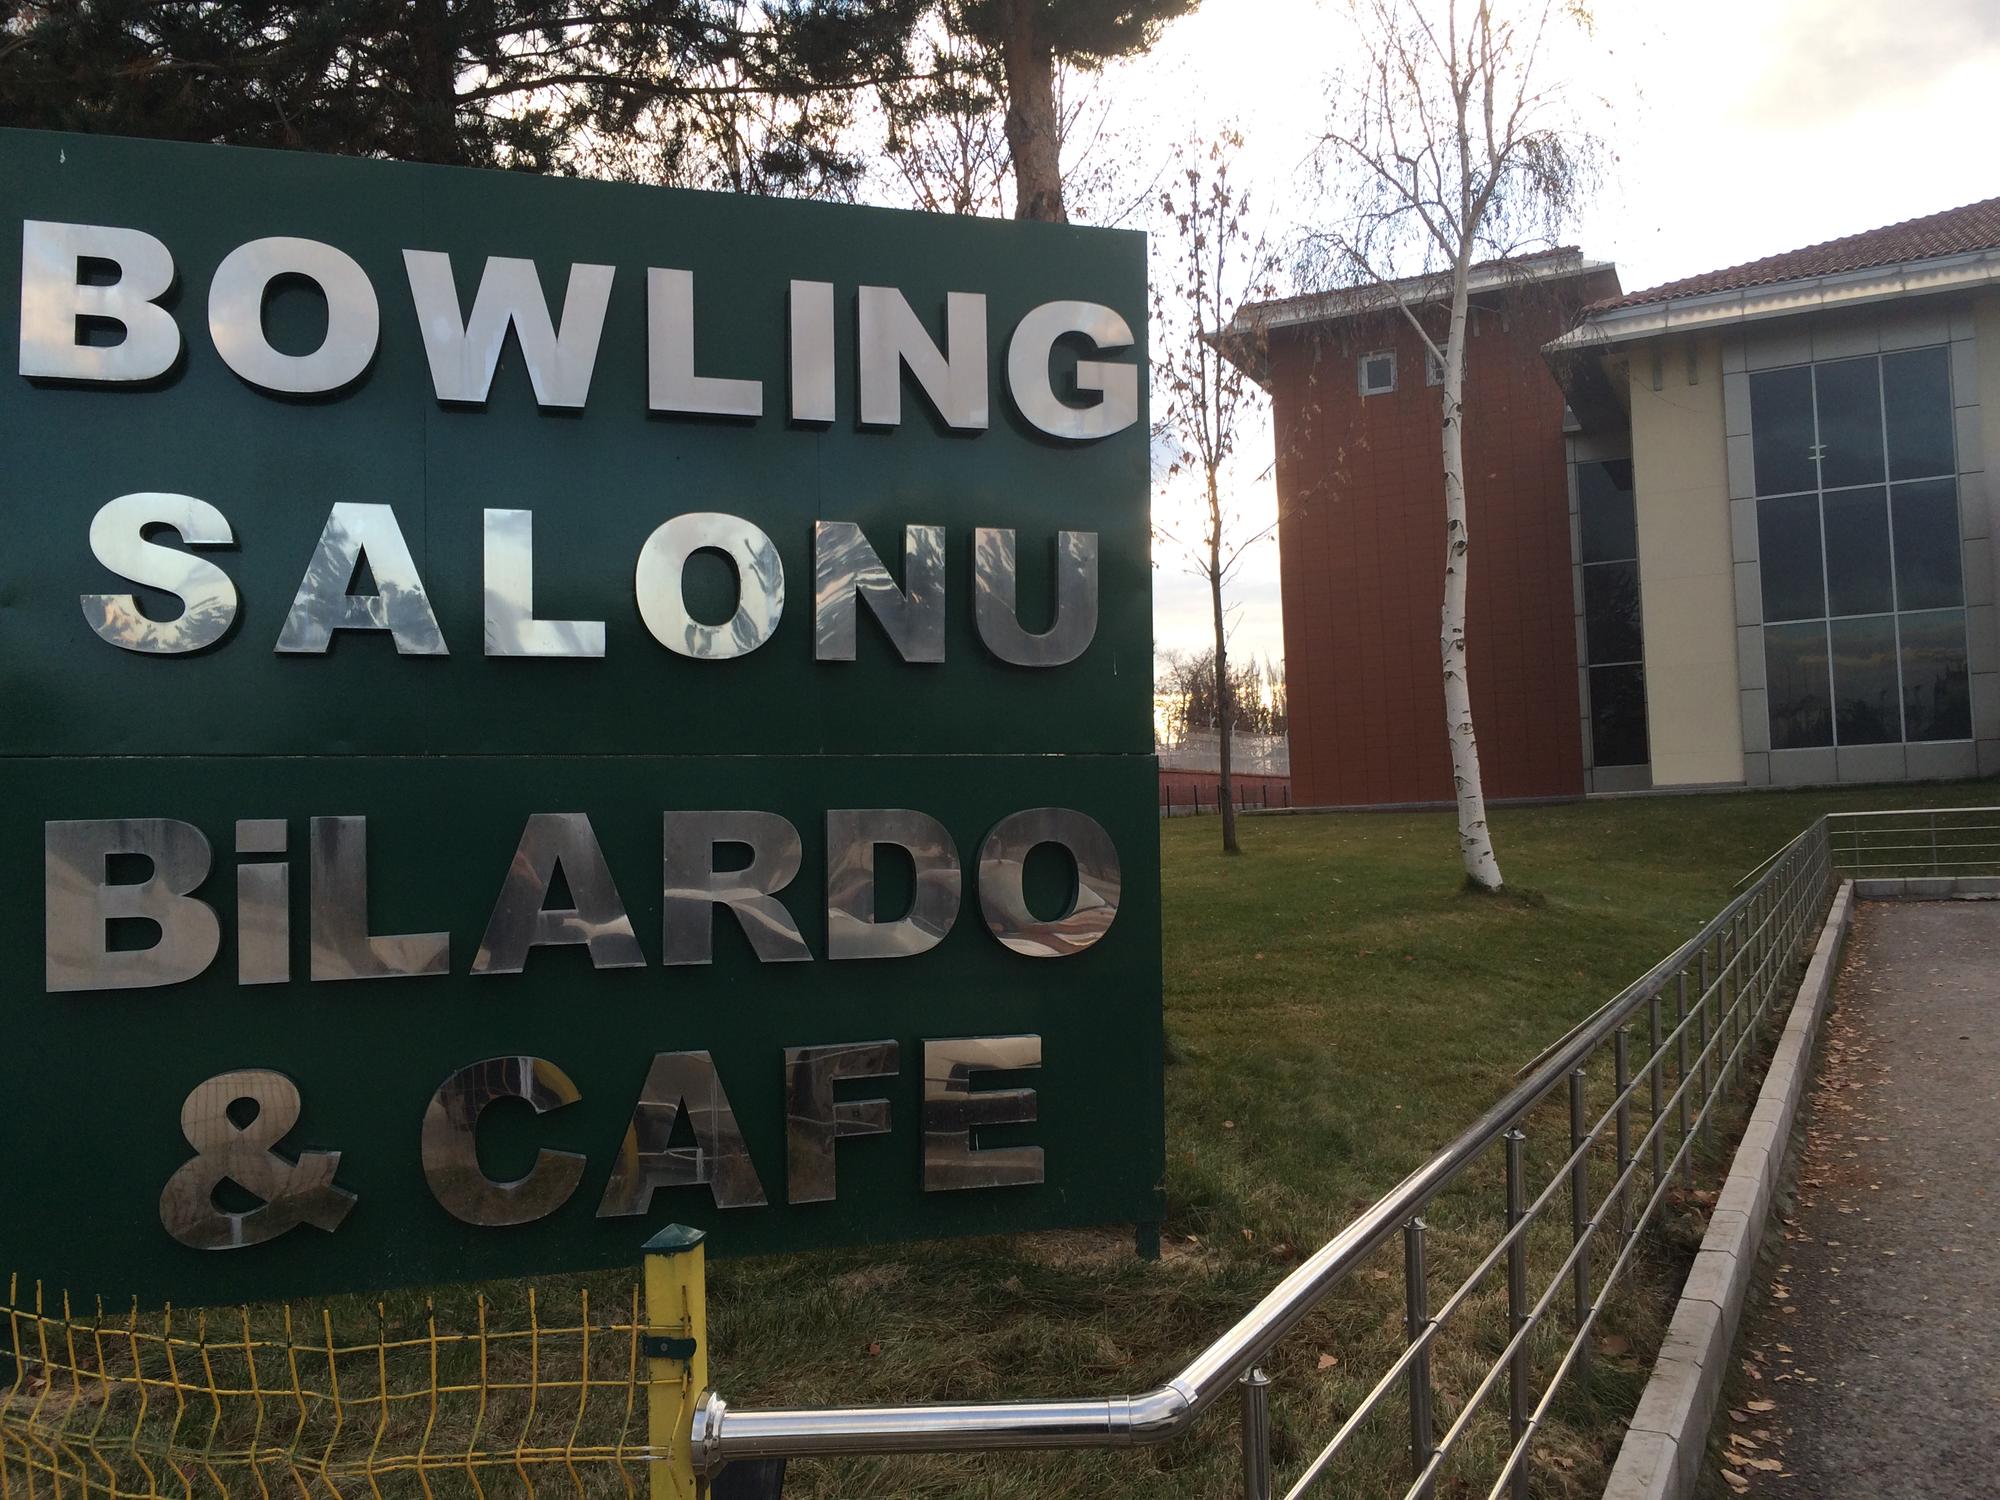 BOWLING
SALONU
BiLARDO
& CAFE